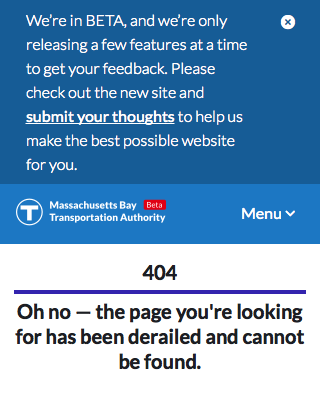 We're in BETA, and we're only
releasing a few features at a time
to get your feedback. Please
check out the new site and
submit your thoughts to help us
make the best possible website
for you.
T
Massachusetts Bay Beta
Transportation Authority
Menu
404
Oh no — the page you're looking
for has been derailed and cannot
be found.